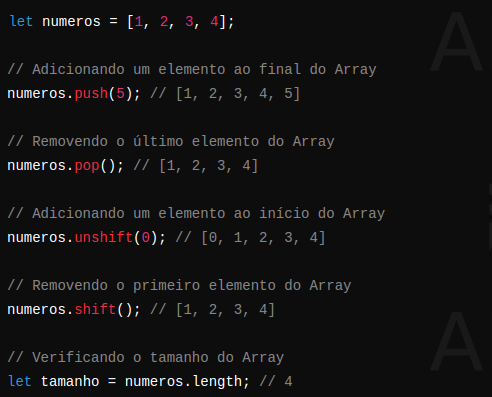 let numeros = [1, 2, 3, 4];
// Adicionando um elemento ao final do Array
numeros.push(5); // [1, 2, 3, 4, 5]
// Removendo o último elemento do Array
numeros.pop(); // [1, 2, 3, 4]
// Adicionando um elemento ao início do Array
numeros.unshift(0); // [0, 1, 2, 3, 4]
// Removendo o primeiro elemento do Array
numeros.shift(); // [1, 2, 3, 4]
// Verificando o tamanho do Array
let tamanho = numeros.length; // 4
A
A